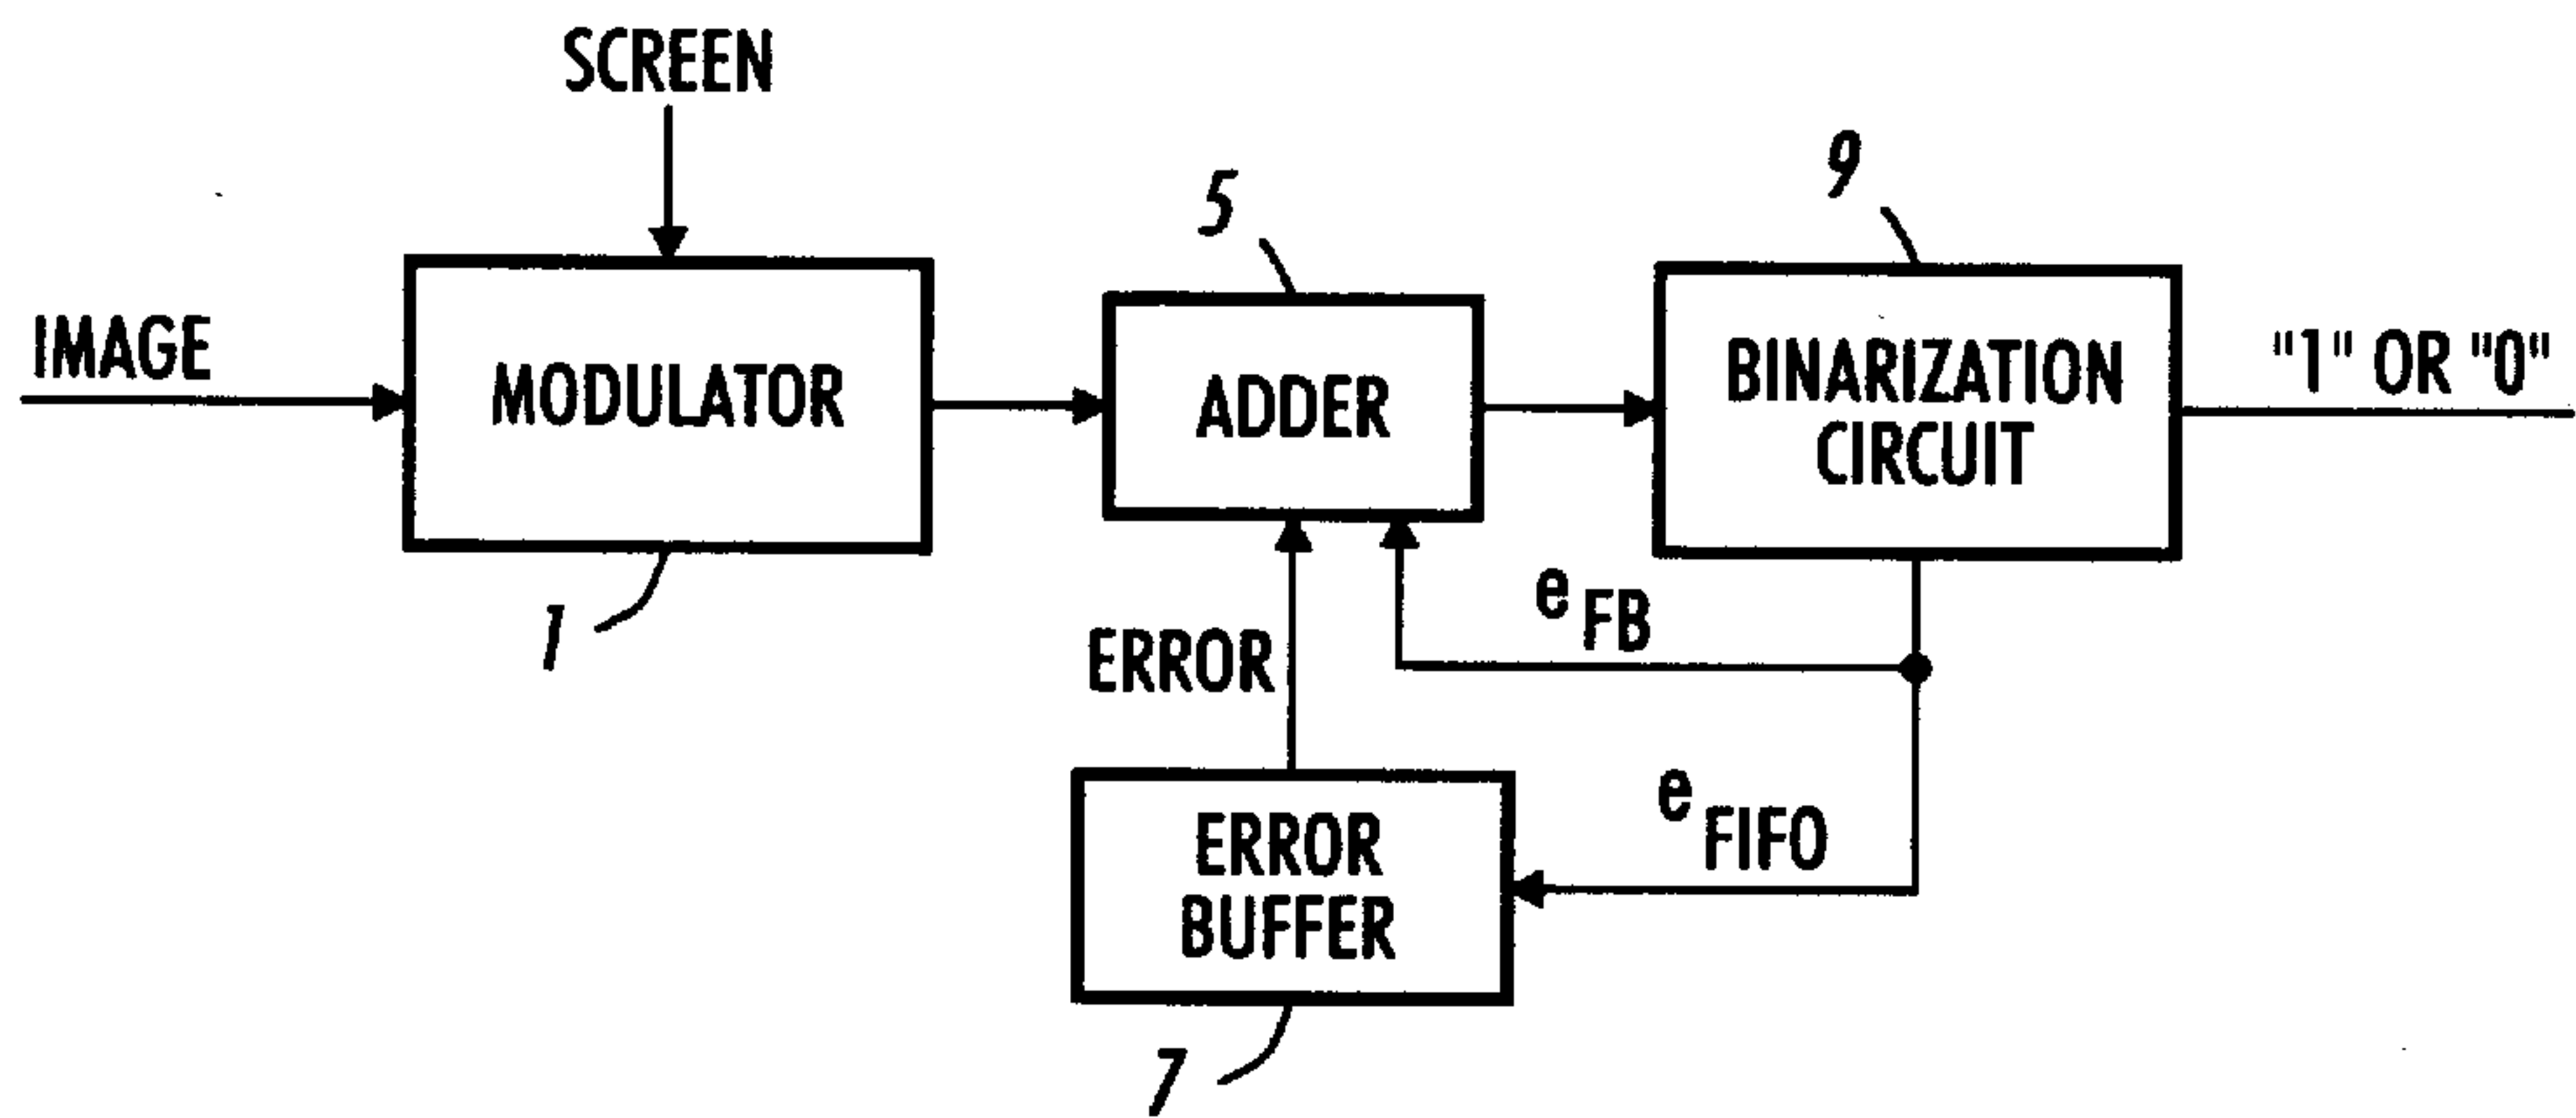 SCREEN
IMAGE
MODULATOR
1
5
ADDER
9
BINARIZATION
CIRCUIT
"1" OR "0"
ERROR
e FB
e FIFO
ERROR
BUFFER
7